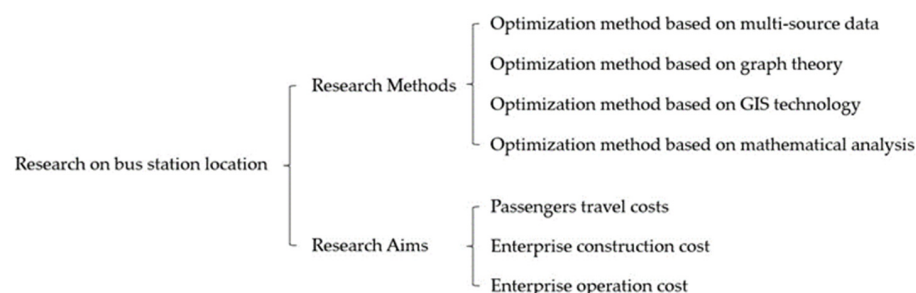 Optimization method based on multi-source data
Optimization method based on graph theory
Research Methods
Optimization method based on GIS technology
Optimization method based on mathematical analysis
Research on bus station location
Passengers travel costs
Research Aims
Enterprise construction cost
Enterprise operation cost